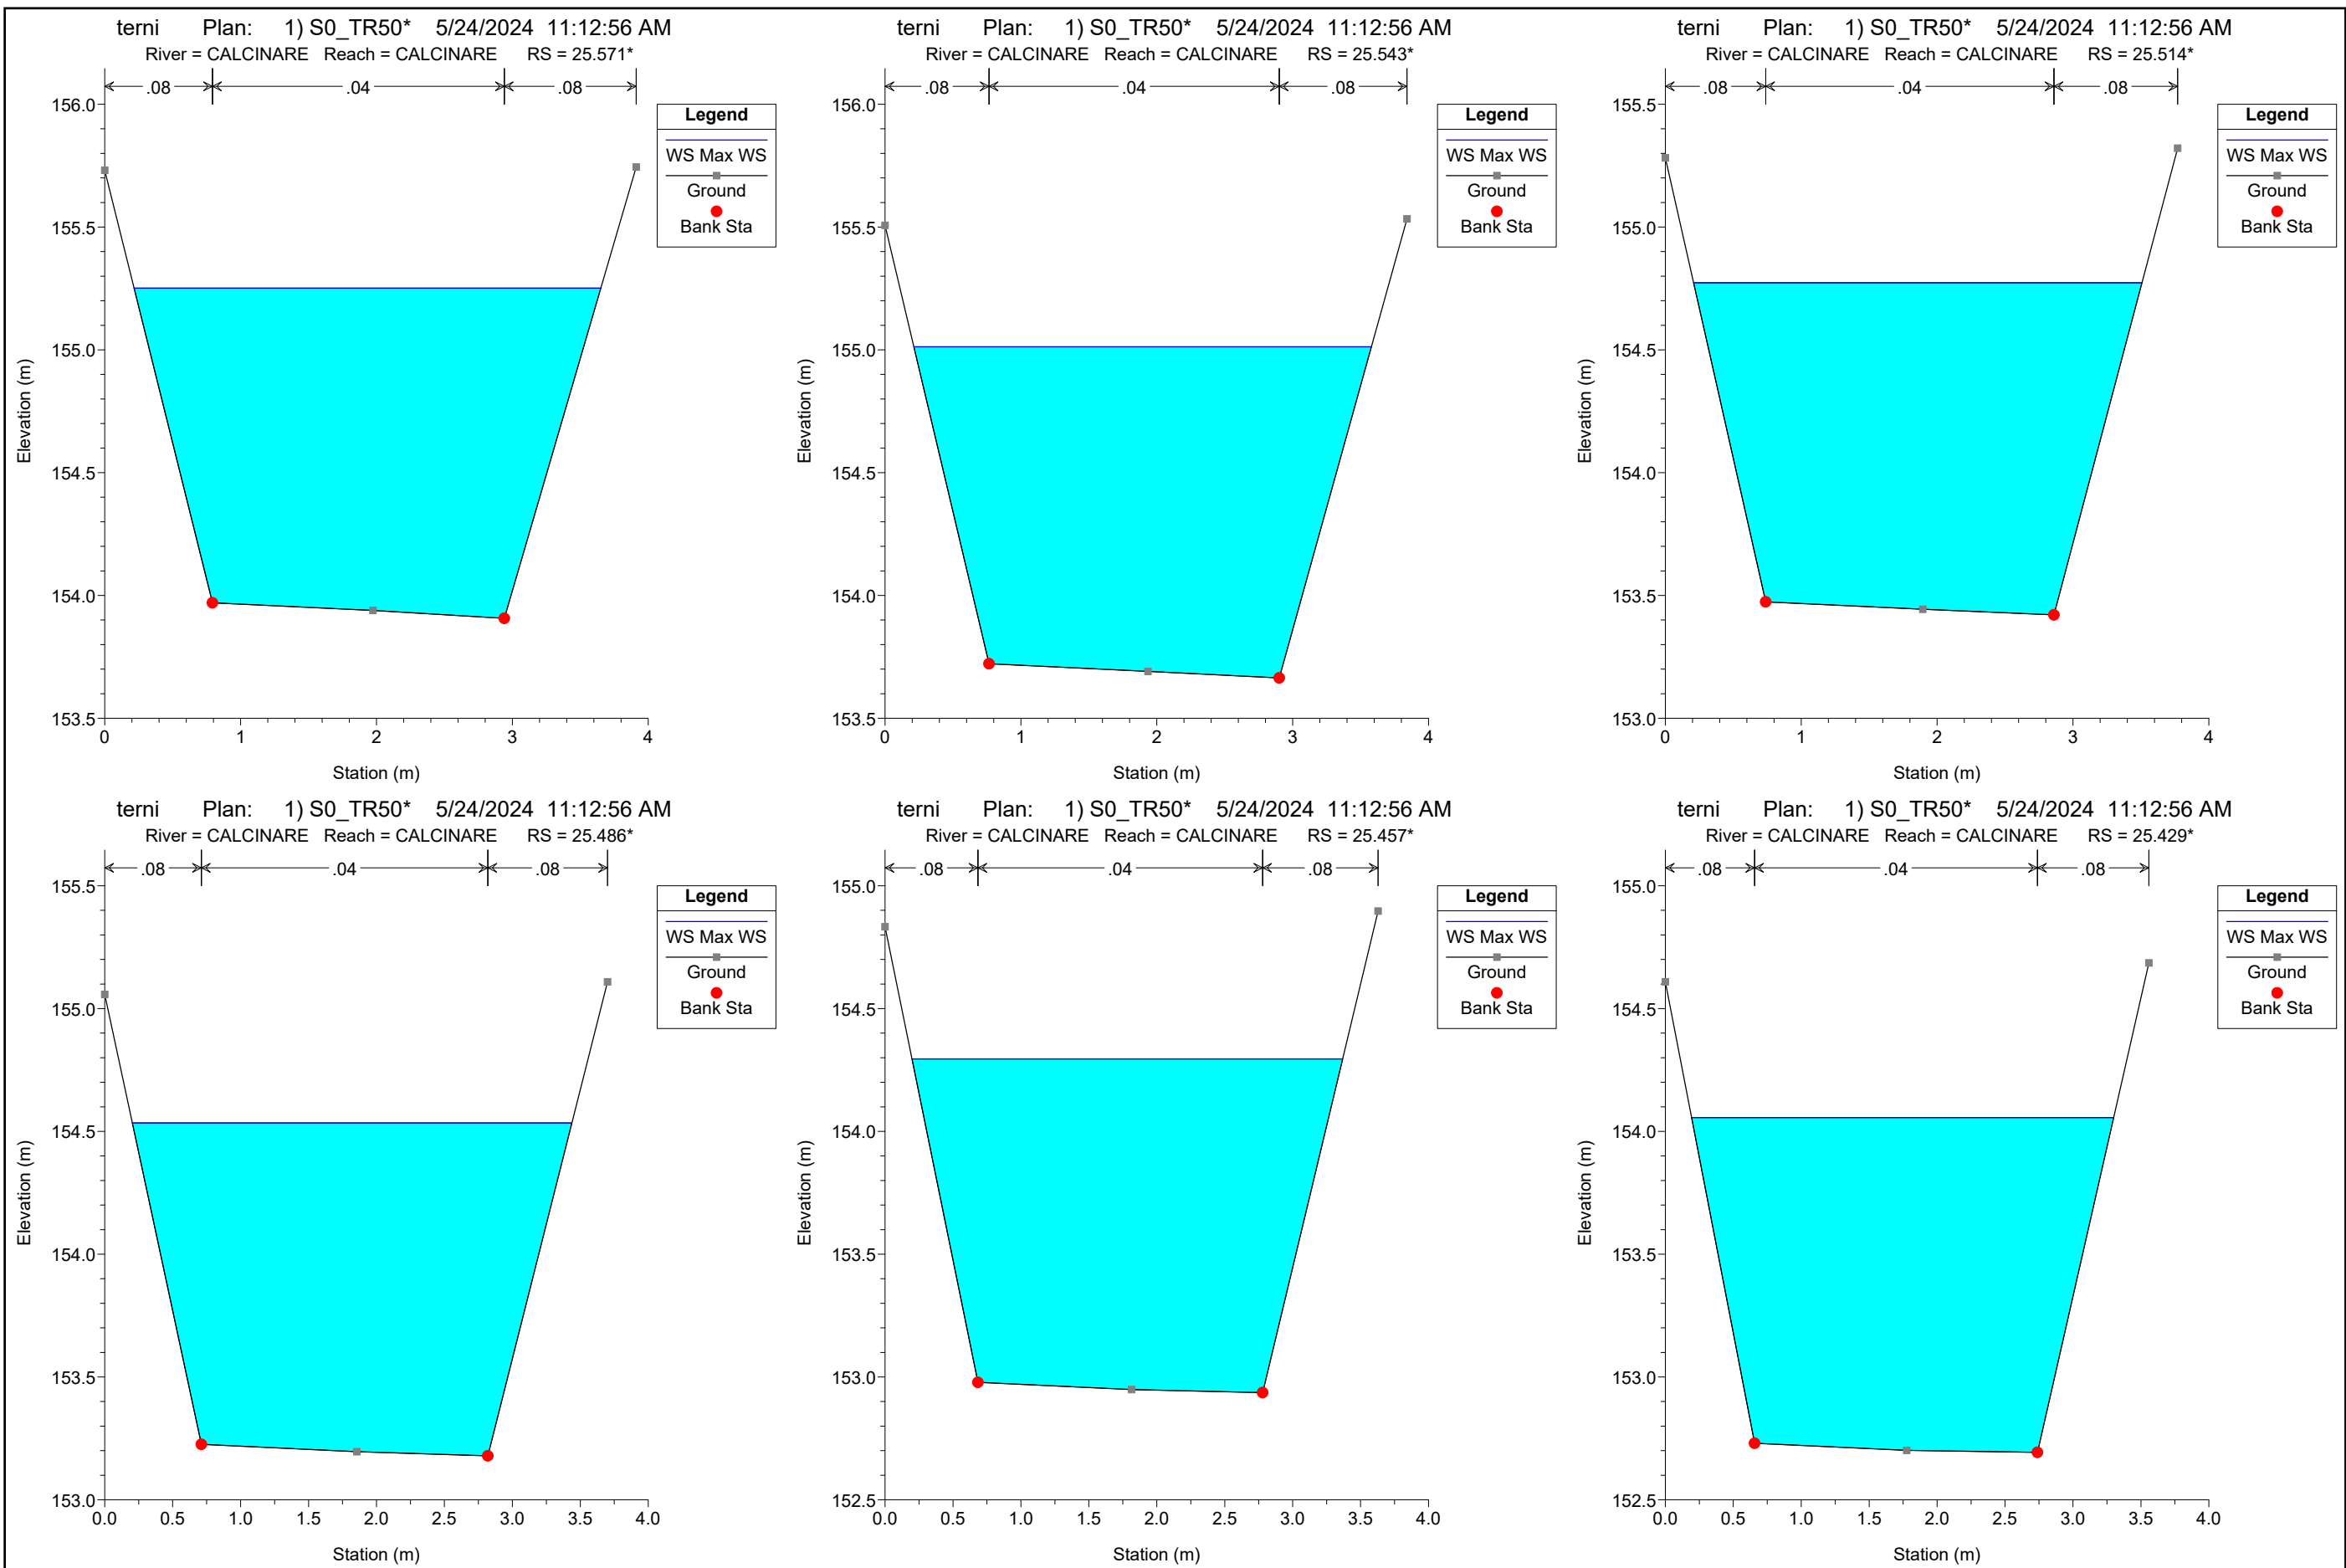 terni Plan: 1) S0_TR50* 5/24/2024 11:12:56 AM
River = CALCINARE Reach = CALCINARE RS = 25.571*
.08 .04 .08
Legend
WS Max WS
Ground
Bank Sta
156.0
155.5
155.0
154.5
154.0
153.5
0 1 2 3 4
Elevation (m)
Station (m)
terni Plan: 1) S0_TR50* 5/24/2024 11:12:56 AM
River = CALCINARE Reach = CALCINARE RS = 25.543*
.08 .04 .08
Legend
WS Max WS
Ground
Bank Sta
156.0
155.5
155.0
154.5
154.0
153.5
0 1 2 3 4
Elevation (m)
Station (m)
terni Plan: 1) S0_TR50* 5/24/2024 11:12:56 AM
River = CALCINARE Reach = CALCINARE RS = 25.514*
.08 .04 .08
Legend
WS Max WS
Ground
Bank Sta
155.5
155.0
154.5
154.0
153.5
153.0
0 1 2 3 4
Elevation (m)
Station (m)
terni Plan: 1) S0_TR50* 5/24/2024 11:12:56 AM
River = CALCINARE Reach = CALCINARE RS = 25.486*
.08 .04 .08
Legend
WS Max WS
Ground
Bank Sta
155.5
155.0
154.5
154.0
153.5
153.0
0.0 0.5 1.0 1.5 2.0 2.5 3.0 3.5 4.0
Elevation (m)
Station (m)
terni Plan: 1) S0_TR50* 5/24/2024 11:12:56 AM
River = CALCINARE Reach = CALCINARE RS = 25.457*
.08 .04 .08
Legend
WS Max WS
Ground
Bank Sta
155.0
154.5
154.0
153.5
153.0
152.5
0.0 0.5 1.0 1.5 2.0 2.5 3.0 3.5 4.0
Elevation (m)
Station (m)
terni Plan: 1) S0_TR50* 5/24/2024 11:12:56 AM
River = CALCINARE Reach = CALCINARE RS = 25.429*
.08 .04 .08
Legend
WS Max WS
Ground
Bank Sta
155.0
154.5
154.0
153.5
153.0
152.5
0.0 0.5 1.0 1.5 2.0 2.5 3.0 3.5 4.0
Elevation (m)
Station (m)